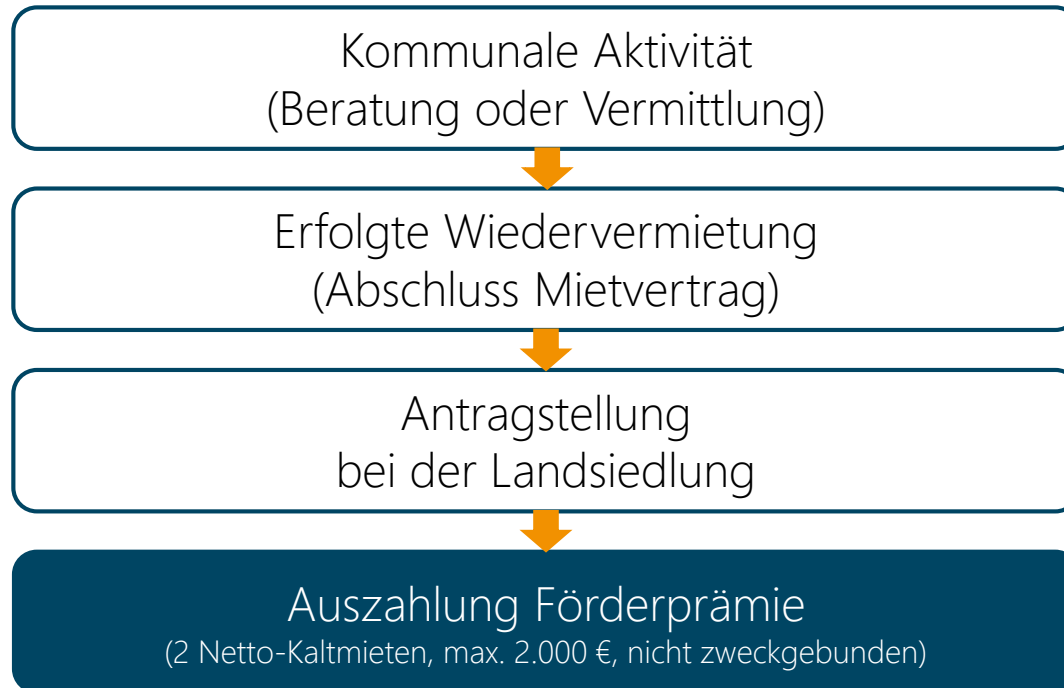 Kommunale Aktivität
(Beratung oder Vermittlung)
Erfolgte Wiedervermietung
(Abschluss Mietvertrag)
Antragstellung
bei der Landsiedlung
Auszahlung Förderprämie
(2 Netto-Kaltmieten, max. 2.000 €, nicht zweckgebunden)